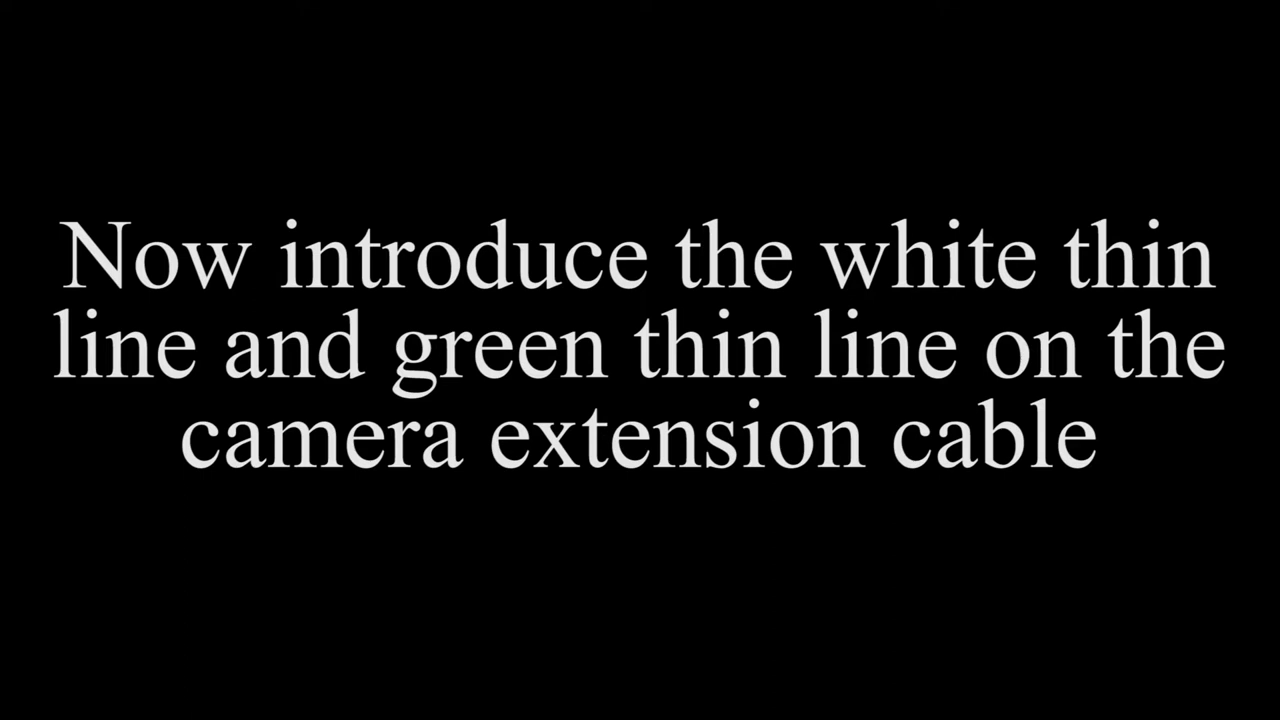 Now introduce the white thin
line and green thin line on the
camera extension cable